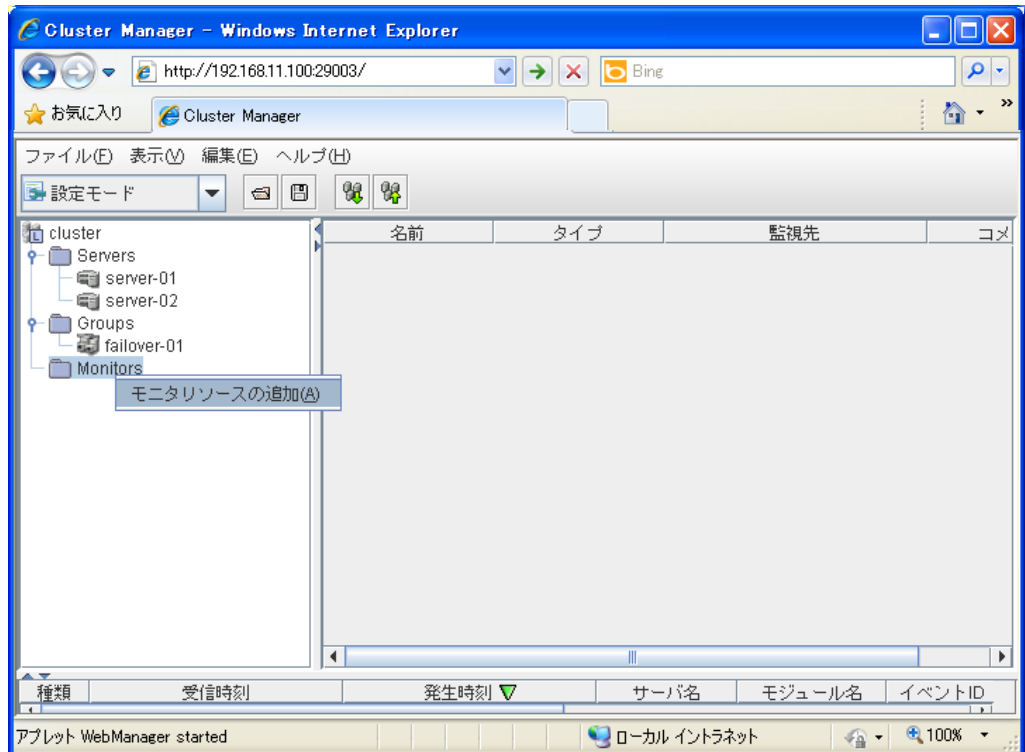 Cluster Manager - Windows Internet Explorer
http://192.168.11.100:29003/
Bing
お気に入り
Cluster Manager
ファイル(F) 表示(V) 編集(E) ヘルプ(H)
設定モード
cluster
Servers
server-01
server-02
Groups
failover-01
Monitors
モニタリソースの追加(A)
名前 タイプ 監視先 コメ
種類 受信時刻 発生時刻 サーバ名 モジュール名 イベントID
アプレット WebManager started
ローカル イントラネット
100%